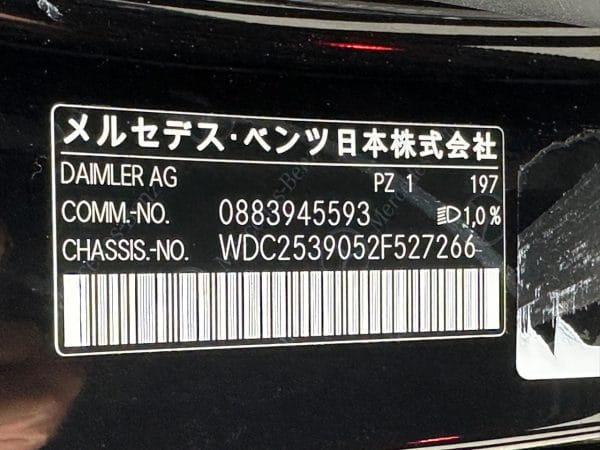 メルセデス・ベンツ日本株式会社
DAIMLER AG PZ 1 197
COMM.-NO. 0883945593 1,0%
CHASSIS.-NO. WDC2539052F527266